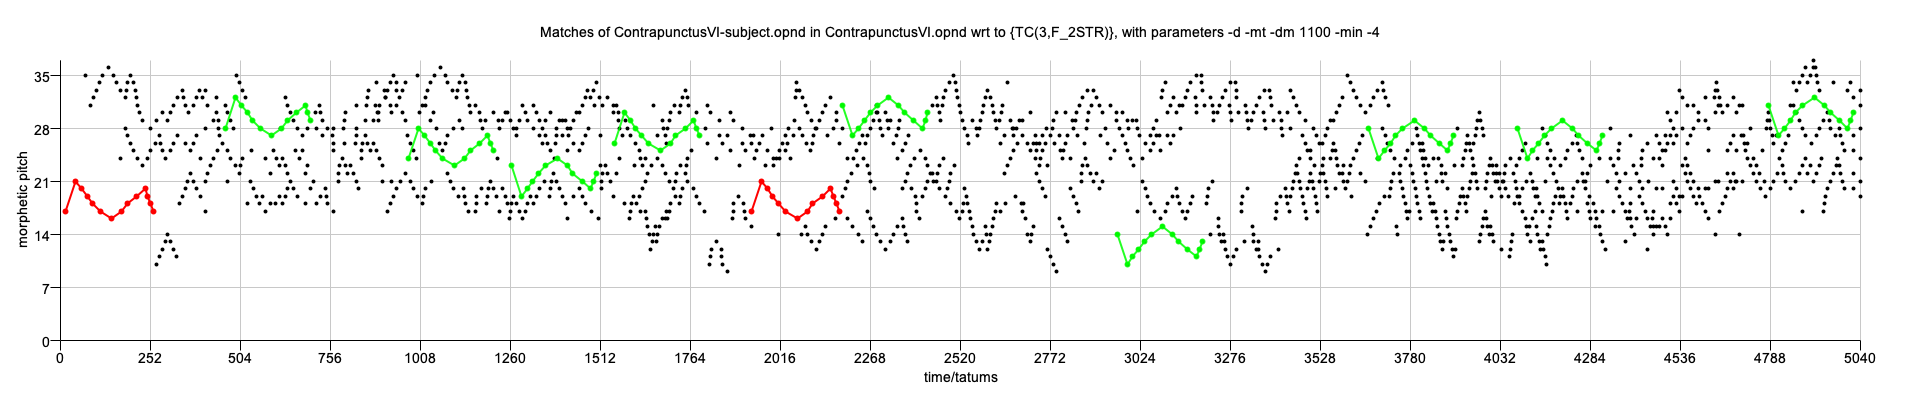 Matches of ContrapunctusVI-subject.opnd in ContrapunctusVI.opnd wrt to {TC(3,F_2STR)}, with parameters -d -mt -dm 1100 -min -4
morphetic pitch
35
28
21
14
7
0
0 252 504 756 1008 1260 1512 1764 2016 2268 2520 2772 3024 3276 3528 3780 4032 4284 4536 4788 5040
time/tatums